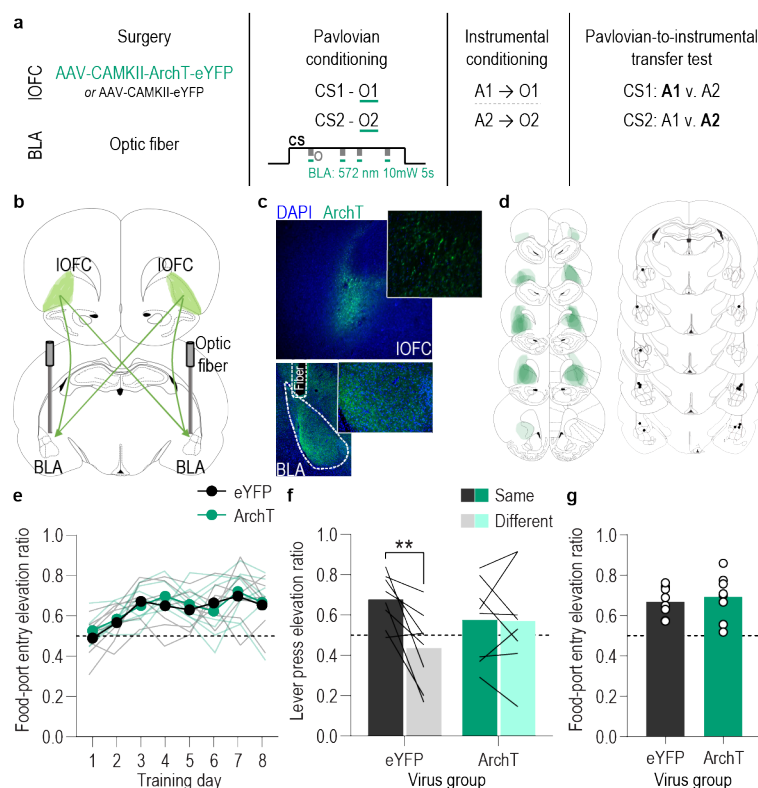 a
Surgery
lOFC
AAV-CAMKII-ArchT-eYFP
or AAV-CAMKII-eYFP
BLA
Optic fiber
Pavlovian
conditioning
CS1 - O1
CS2 - O2
CS
BLA: 572 nm 10mW 5s
Instrumental
conditioning
A1 → O1
A2 → O2
Pavlovian-to-instrumental
transfer test
CS1: A1 v. A2
CS2: A1 v. A2
b
lOFC lOFC
Optic
fiber
BLA BLA
c
DAPI ArchT
lOFC
Fiber
BLA
d
e
eYFP
ArchT
Food-port entry elevation ratio
1.0
0.8
0.6
0.4
0.2
0.0
1 2 3 4 5 6 7 8
Training day
f
Same
Different
Lever press elevation ratio
1.0
0.8
0.6
0.4
0.2
0.0
**
eYFP ArchT
Virus group
g
Food-port entry elevation ratio
1.0
0.8
0.6
0.4
0.2
0.0
eYFP ArchT
Virus group